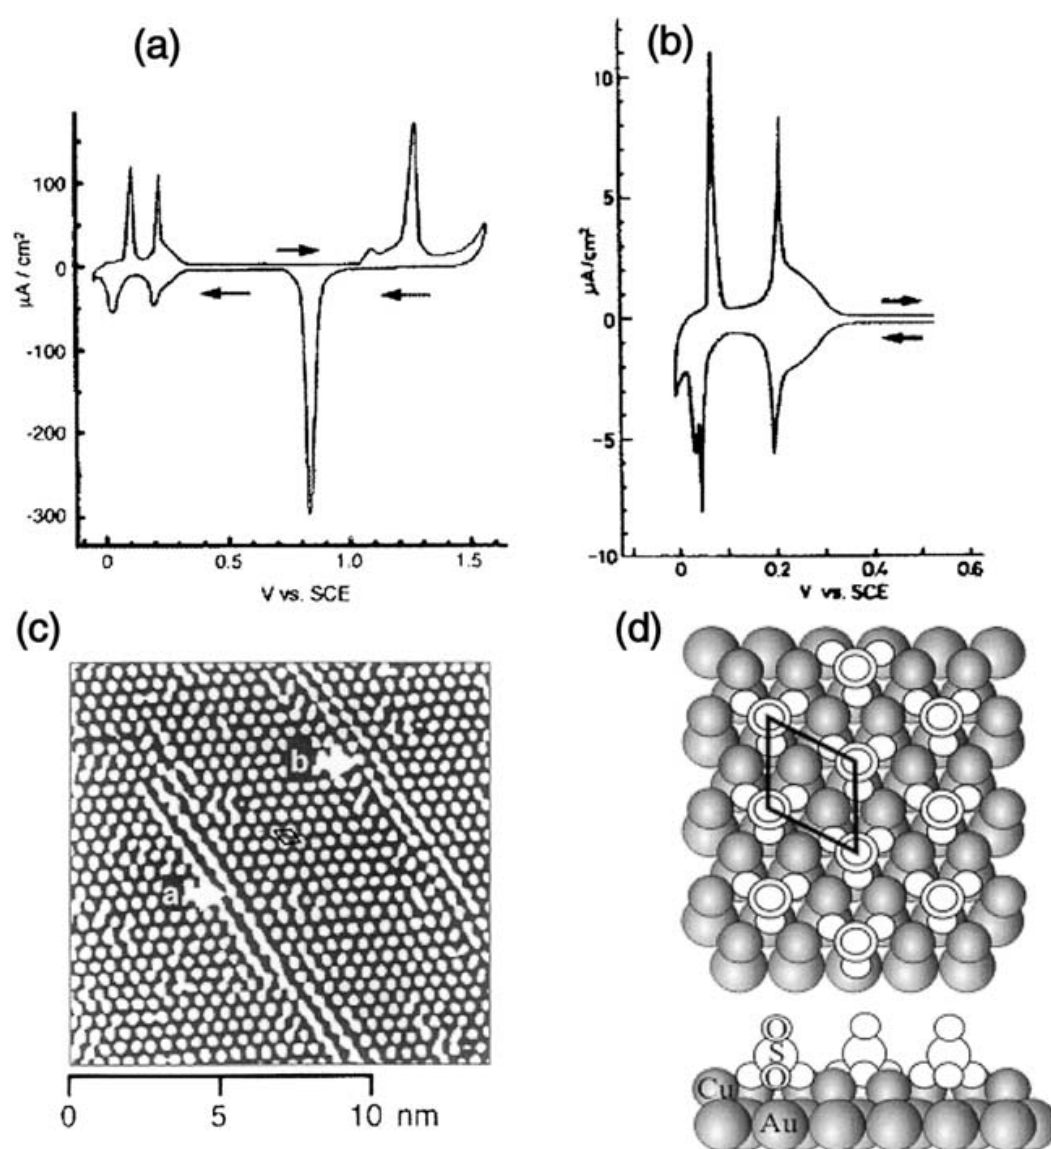 (a)
100
0
-100
-200
-300
μA / cm²
0
0.5
1.0
1.5
V vs. SCE
(b)
10
5
0
-5
-10
μA/cm²
0
0.2
0.4
0.6
V vs. SCE
(c)
b
a
0
5
10 nm
(d)
O
S
O
Cu
Au